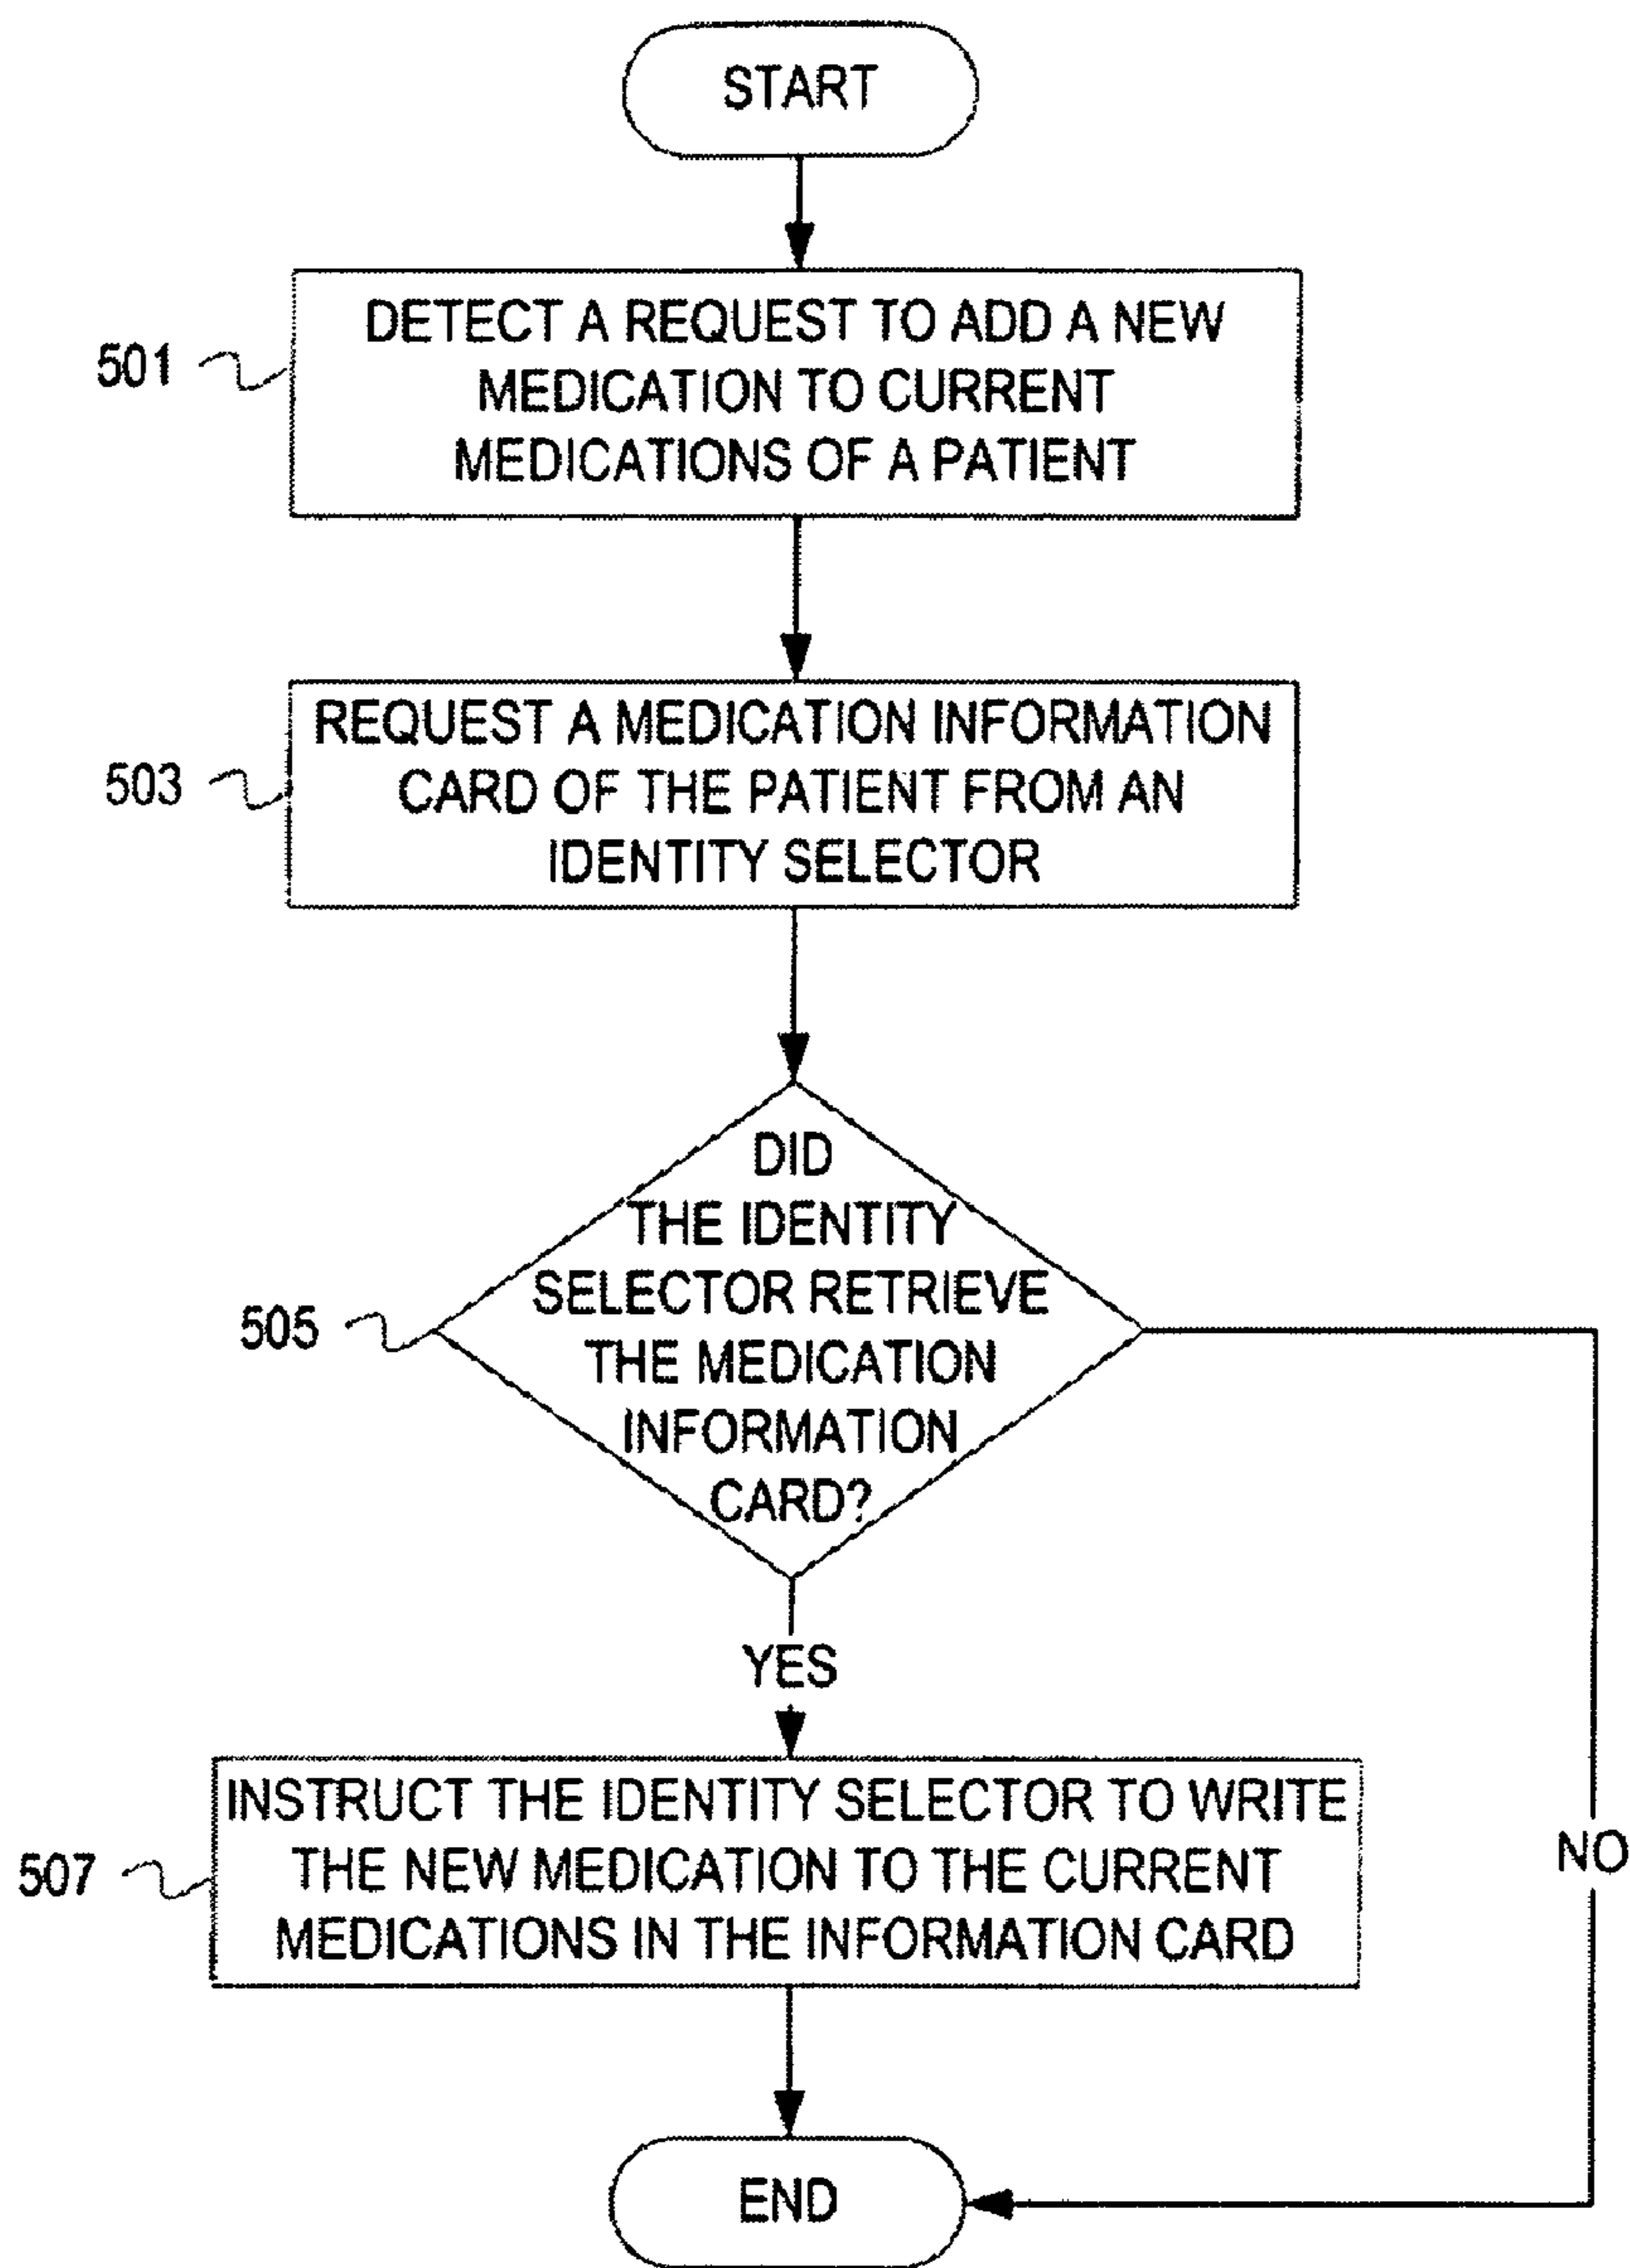 START
501
DETECT A REQUEST TO ADD A NEW
MEDICATION TO CURRENT
MEDICATIONS OF A PATIENT
503
REQUEST A MEDICATION INFORMATION
CARD OF THE PATIENT FROM AN
IDENTITY SELECTOR
505
DID
THE IDENTITY
SELECTOR RETRIEVE
THE MEDICATION
INFORMATION
CARD?
YES
NO
507
INSTRUCT THE IDENTITY SELECTOR TO WRITE
THE NEW MEDICATION TO THE CURRENT
MEDICATIONS IN THE INFORMATION CARD
END